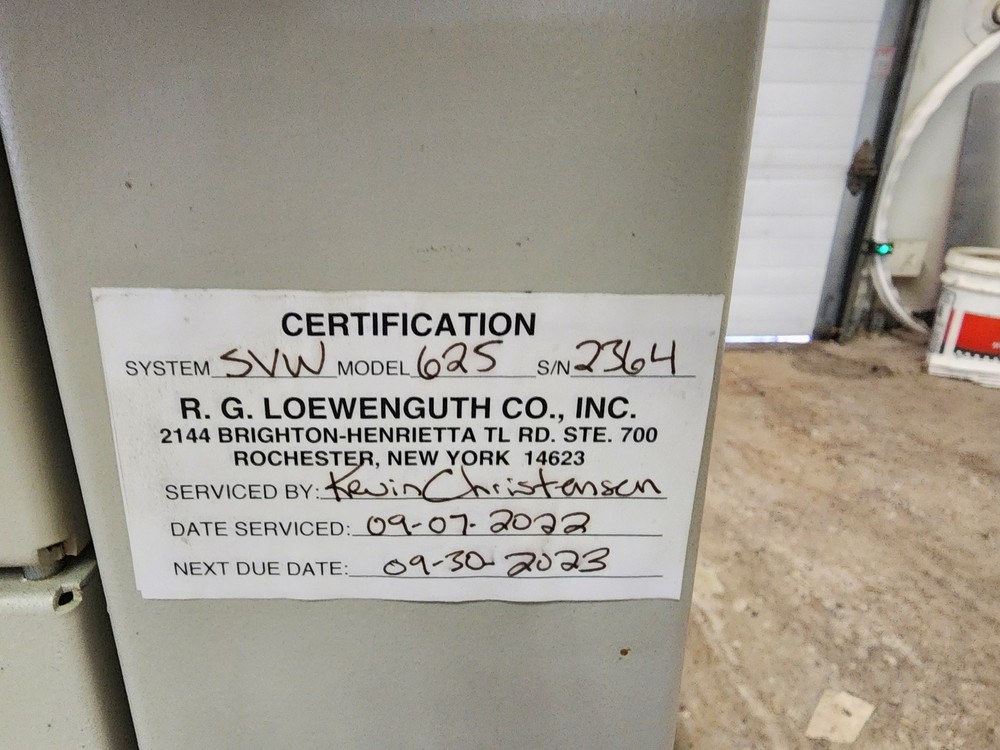 CERTIFICATION
SYSTEM SVW MODEL 625 S/N 2364
R. G. LOEWENGUTH CO., INC.
2144 BRIGHTON-HENRIETTA TL RD. STE. 700
ROCHESTER, NEW YORK 14623
SERVICED BY: Kevin Christensen
DATE SERVICED: 09-07-2022
NEXT DUE DATE: 09-30-2023